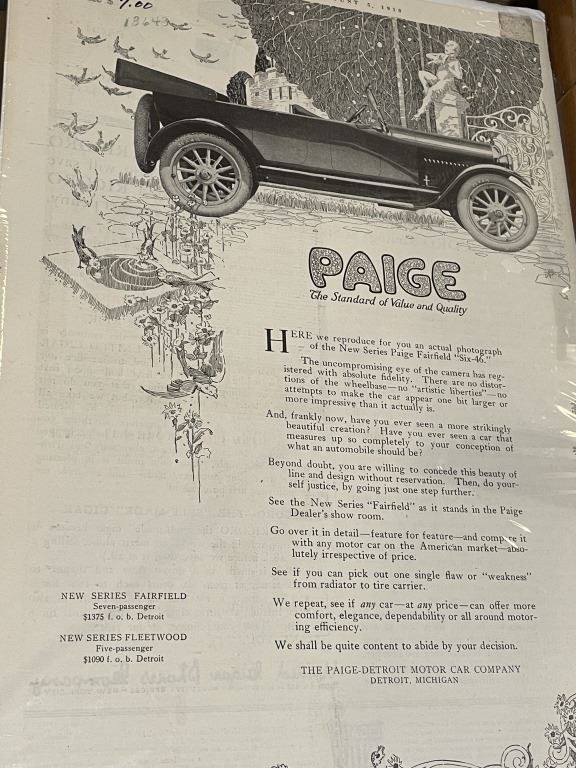 7.00
13643
5, 1916
PAIGE
The Standard of Value and Quality
HERE we reproduce for you an actual photograph
of the New Series Paige Fairfield "Six-46."
The uncompromising eye of the camera has reg-
istered with absolute fidelity. There are no distor-
tions of the wheelbase—no "artistic liberties"—no
attempts to make the car appear one bit larger or
more impressive than it actually is.
And, frankly now, have you ever seen a more strikingly
beautiful creation? Have you ever seen a car that
measures up so completely to your conception of
what an automobile should be?
Beyond doubt, you are willing to concede this beauty of
line and design without reservation. Then, do your-
self justice, by going just one step further.
See the New Series "Fairfield" as it stands in the Paige
Dealer's show room.
Go over it in detail—feature for feature—and compare it
with any motor car on the American market—abso-
lutely irrespective of price.
See if you can pick out one single flaw or "weakness"
from radiator to tire carrier.
We repeat, see if any car—at any price—can offer more
comfort, elegance, dependability or all around motor-
ing efficiency.
We shall be quite content to abide by your decision.
THE PAIGE-DETROIT MOTOR CAR COMPANY
DETROIT, MICHIGAN
NEW SERIES FAIRFIELD
Seven-passenger
$1375 f. o. b. Detroit
NEW SERIES FLEETWOOD
Five-passenger
$1090 f. o. b. Detroit